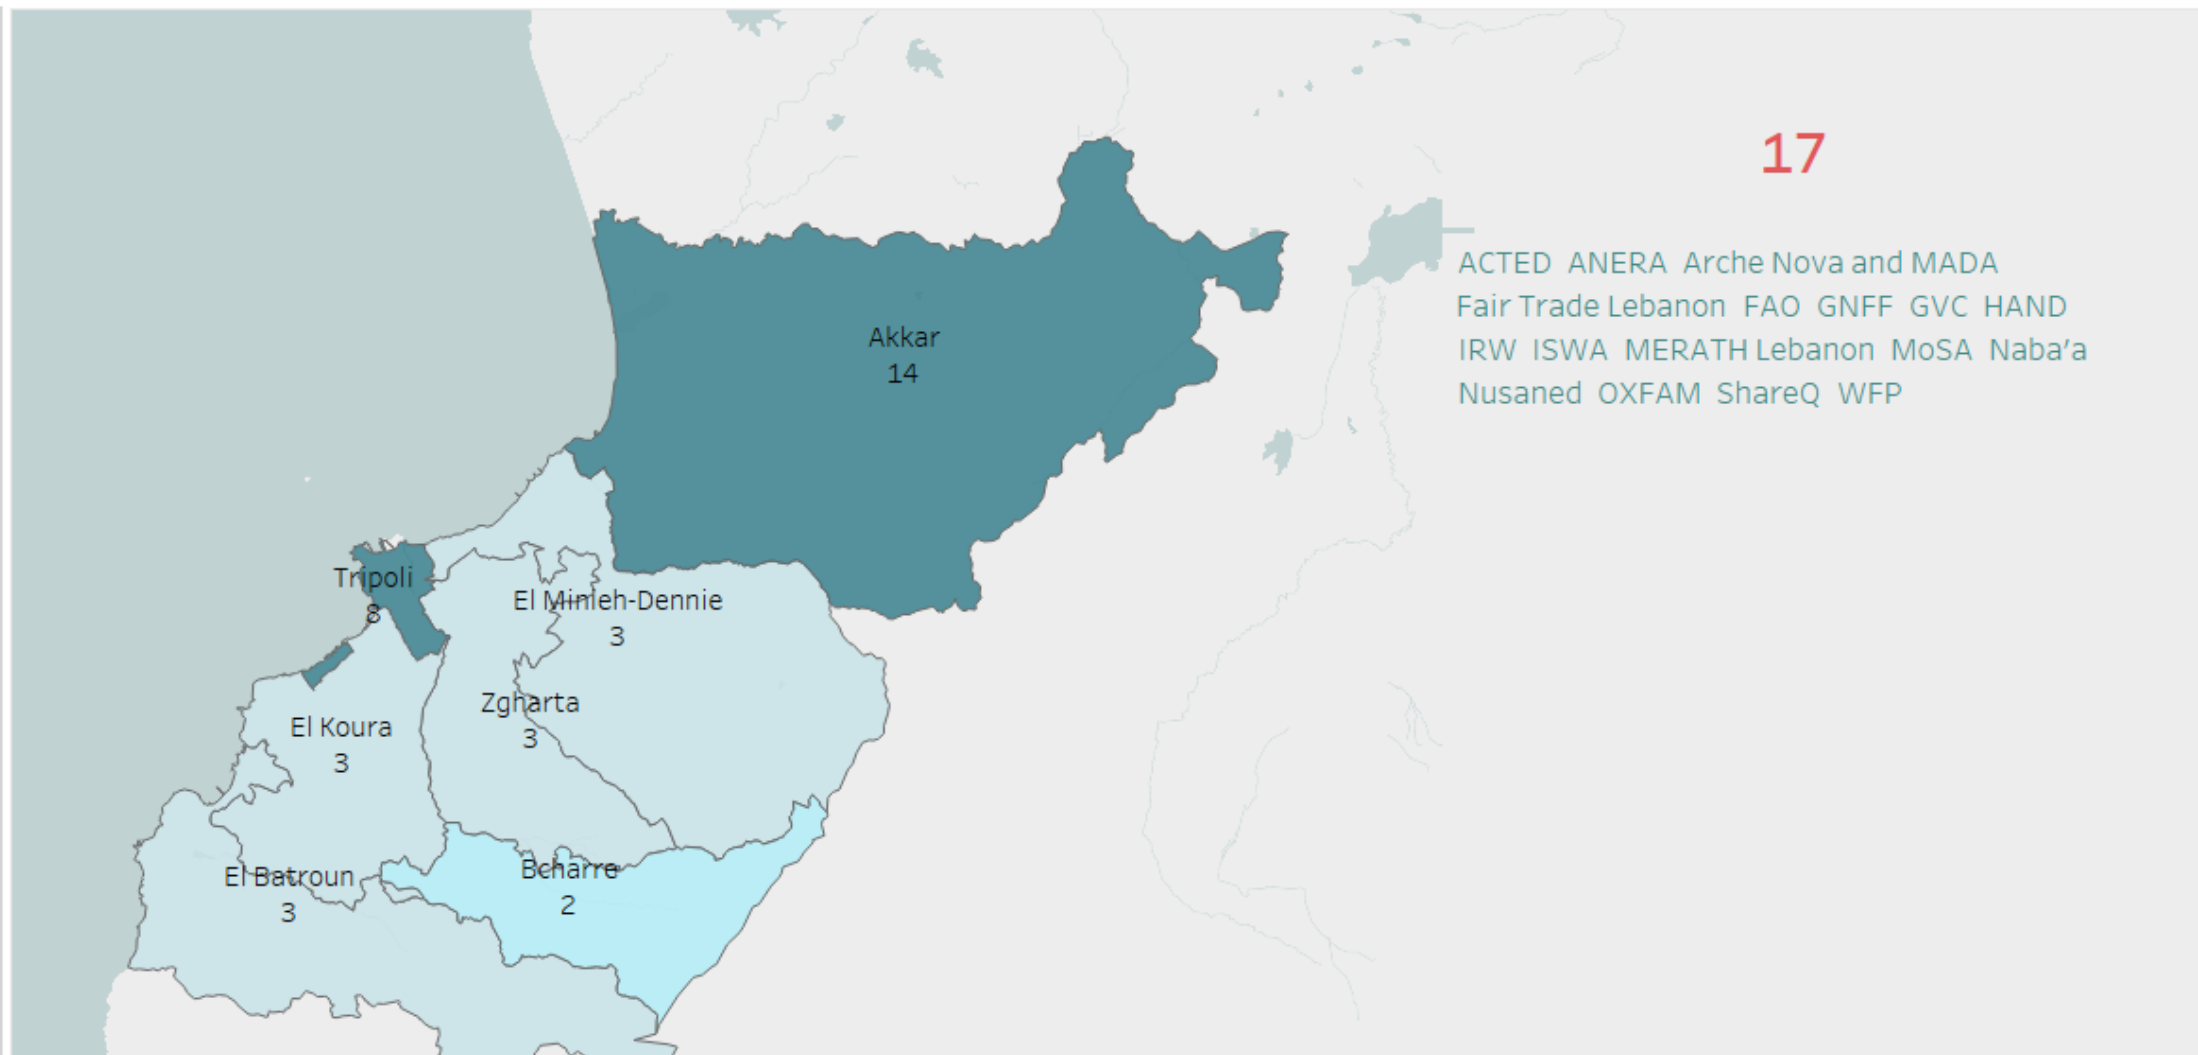 17
ACTED ANERA Arche Nova and MADA
Fair Trade Lebanon FAO GNFF GVC HAND
IRW ISWA MERATH Lebanon MoSA Naba'a
Nusaned OXFAM ShareQ WFP
Akkar
14
Tripoli
8
El Minieh-Dennie
3
Zgharta
3
El Koura
3
Bcharre
2
El Batroun
3